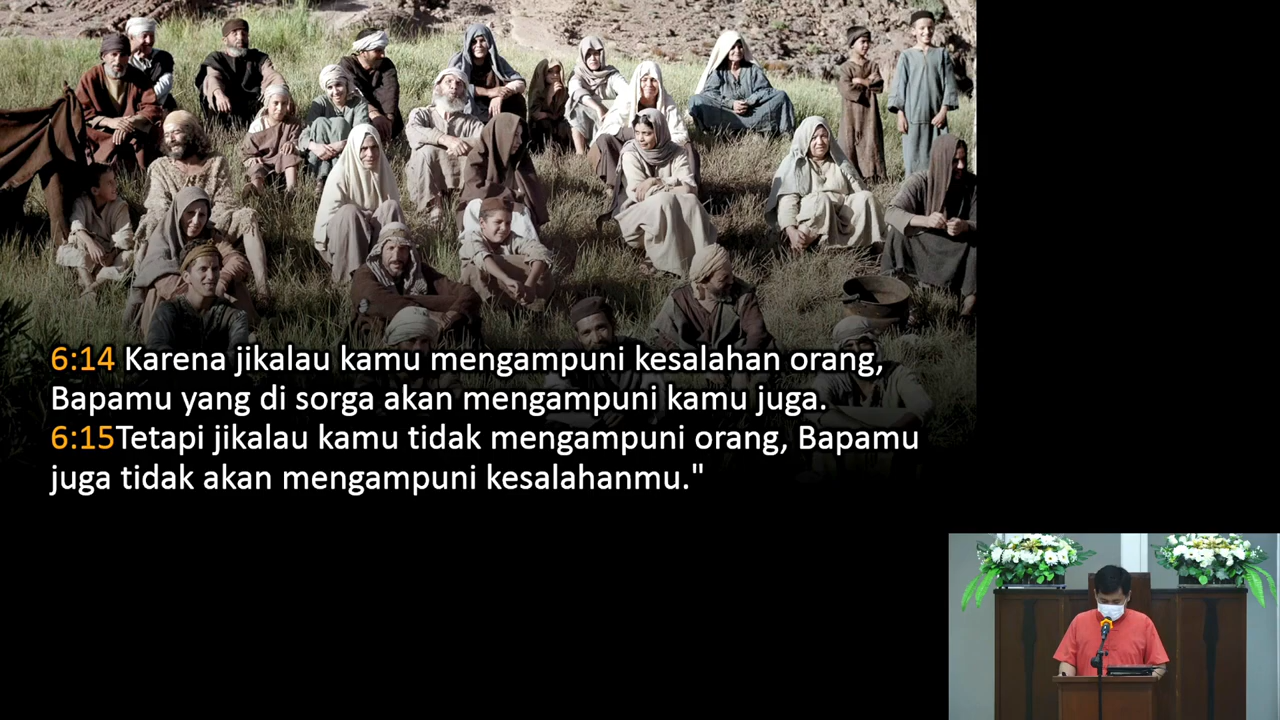 6:14 Karena jikalau kamu mengampuni kesalahan orang,
Bapamu yang di sorga akan mengampuni kamu juga.
6:15Tetapi jikalau kamu tidak mengampuni orang, Bapamu
juga tidak akan mengampuni kesalahanmu."